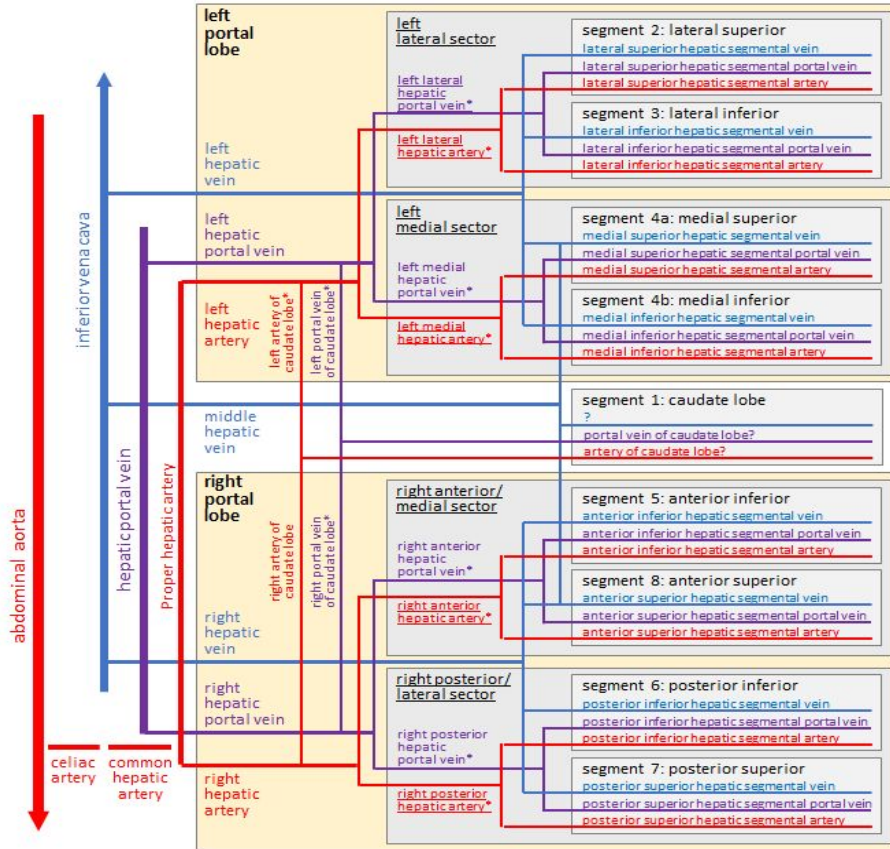 left
portal
lobe
left
lateral sector
left lateral
hepatic
portal vein*
left lateral
hepatic artery*
segment 2: lateral superior
lateral superior hepatic segmental vein
lateral superior hepatic segmental portal vein
lateral superior hepatic segmental artery
segment 3: lateral inferior
lateral inferior hepatic segmental vein
lateral inferior hepatic segmental portal vein
lateral inferior hepatic segmental artery
left
hepatic
vein
left
hepatic
portal vein
left
hepatic
artery
left artery of
caudate lobe*
left portal vein
of caudate lobe*
left
medial sector
left medial
hepatic
portal vein*
left medial
hepatic artery*
segment 4a: medial superior
medial superior hepatic segmental vein
medial superior hepatic segmental portal vein
medial superior hepatic segmental artery
segment 4b: medial inferior
medial inferior hepatic segmental vein
medial inferior hepatic segmental portal vein
medial inferior hepatic segmental artery
middle
hepatic
vein
segment 1: caudate lobe
?
portal vein of caudate lobe?
artery of caudate lobe?
abdominal aorta
inferior vena cava
hepatic portal vein
Proper hepatic artery
celiac
artery
common
hepatic
artery
right
portal
lobe
right artery of
caudate lobe
right portal vein
of caudate lobe*
right
hepatic
vein
right
hepatic
portal vein
right
hepatic
artery
right anterior/
medial sector
right anterior
hepatic
portal vein*
right anterior
hepatic artery*
segment 5: anterior inferior
anterior inferior hepatic segmental vein
anterior inferior hepatic segmental portal vein
anterior inferior hepatic segmental artery
segment 8: anterior superior
anterior superior hepatic segmental vein
anterior superior hepatic segmental portal vein
anterior superior hepatic segmental artery
right posterior/
lateral sector
right posterior
hepatic
portal vein*
right posterior
hepatic artery*
segment 6: posterior inferior
posterior inferior hepatic segmental vein
posterior inferior hepatic segmental portal vein
posterior inferior hepatic segmental artery
segment 7: posterior superior
posterior superior hepatic segmental vein
posterior superior hepatic segmental portal vein
posterior superior hepatic segmental artery